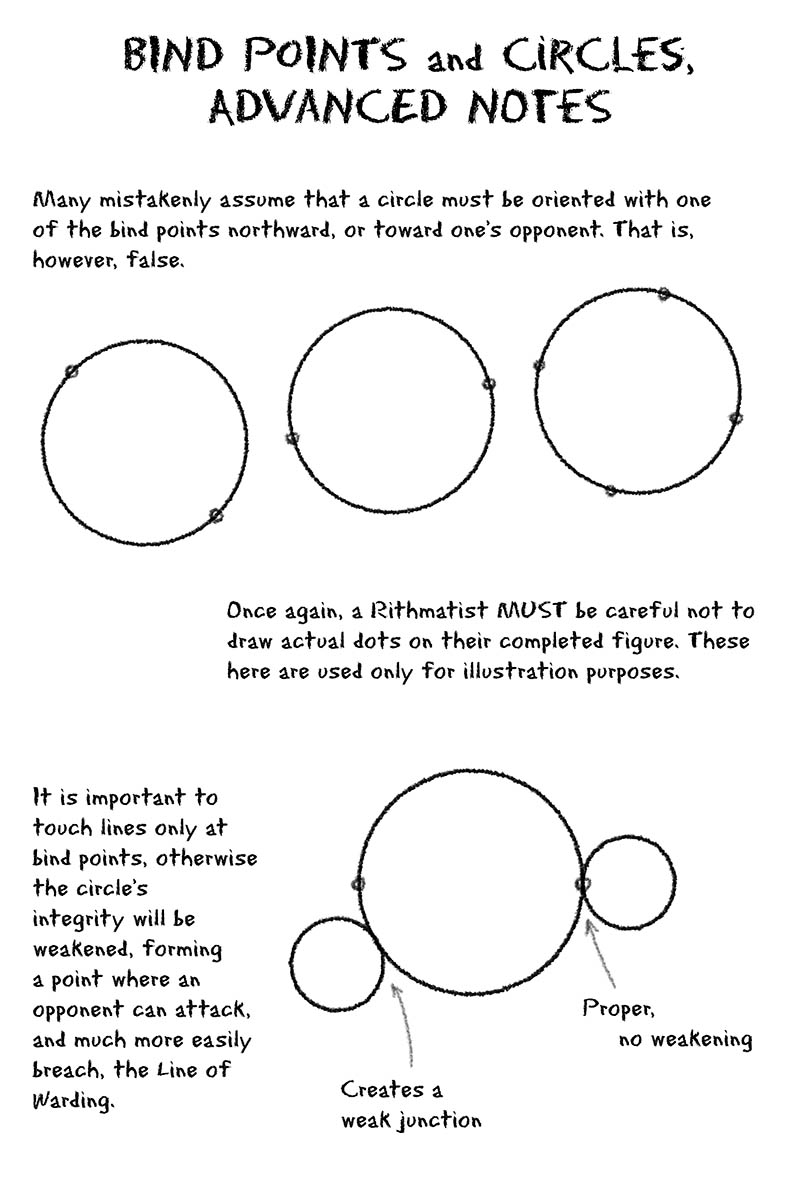 BIND POINTS and CIRCLES,
ADVANCED NOTES
Many mistakenly assume that a circle must be oriented with one
of the bind points northward, or toward one's opponent. That is,
however, false.
Once again, a Rithmatist MUST be careful not to
draw actual dots on their completed figure. These
here are used only for illustration purposes.
It is important to
touch lines only at
bind points, otherwise
the circle's
integrity will be
weakened, forming
a point where an
opponent can attack,
and much more easily
breach, the Line of
Warding.
Proper,
no weakening
Creates a
weak junction